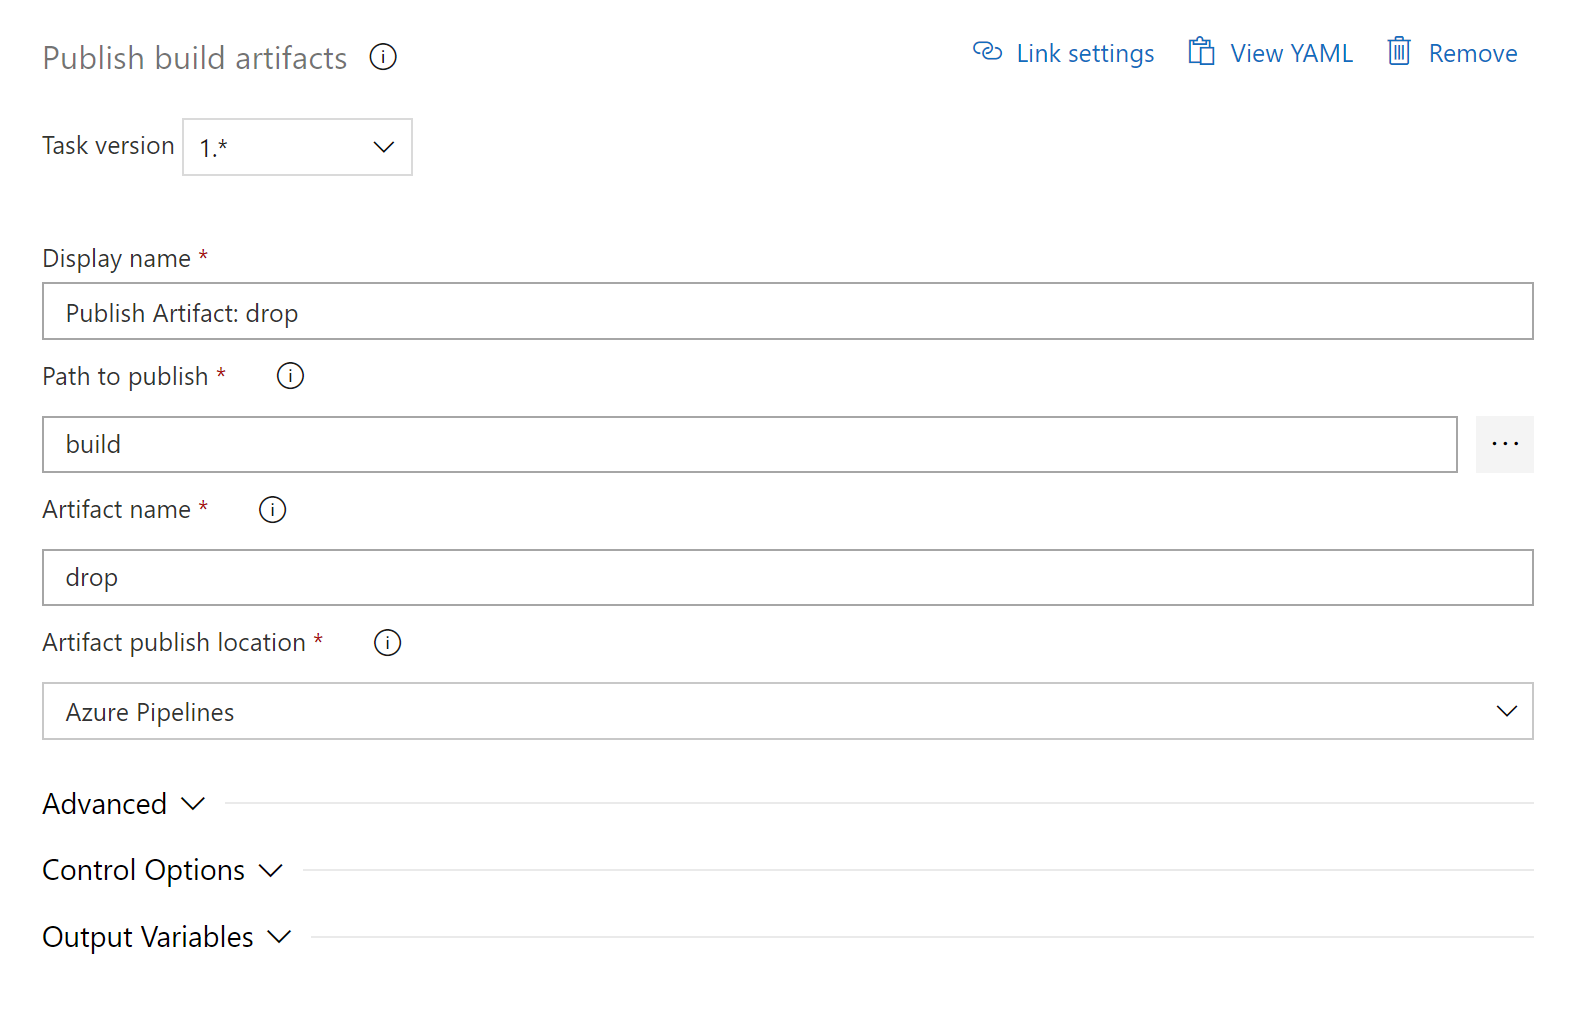 Publish build artifacts
Link settings
View YAML
Remove
Task version
1.*
Display name *
Publish Artifact: drop
Path to publish *
build
...
Artifact name *
drop
Artifact publish location *
Azure Pipelines
Advanced
Control Options
Output Variables